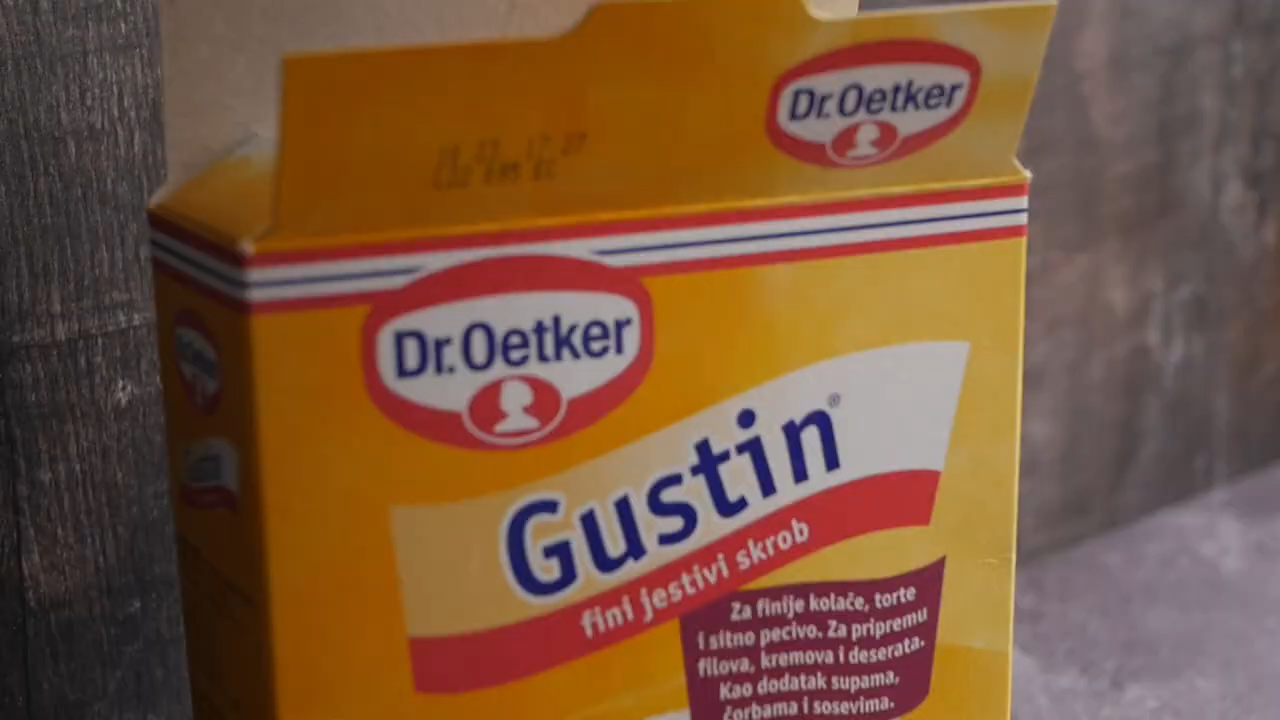 Dr.Oetker
Dr.Oetker
Gustin®
fini jestivi skrob
Za finije kolače, torte
i sitno pecivo. Za pripremu
filova, kremova i deserata.
Kao dodatak supama,
čorbama i sosevima.